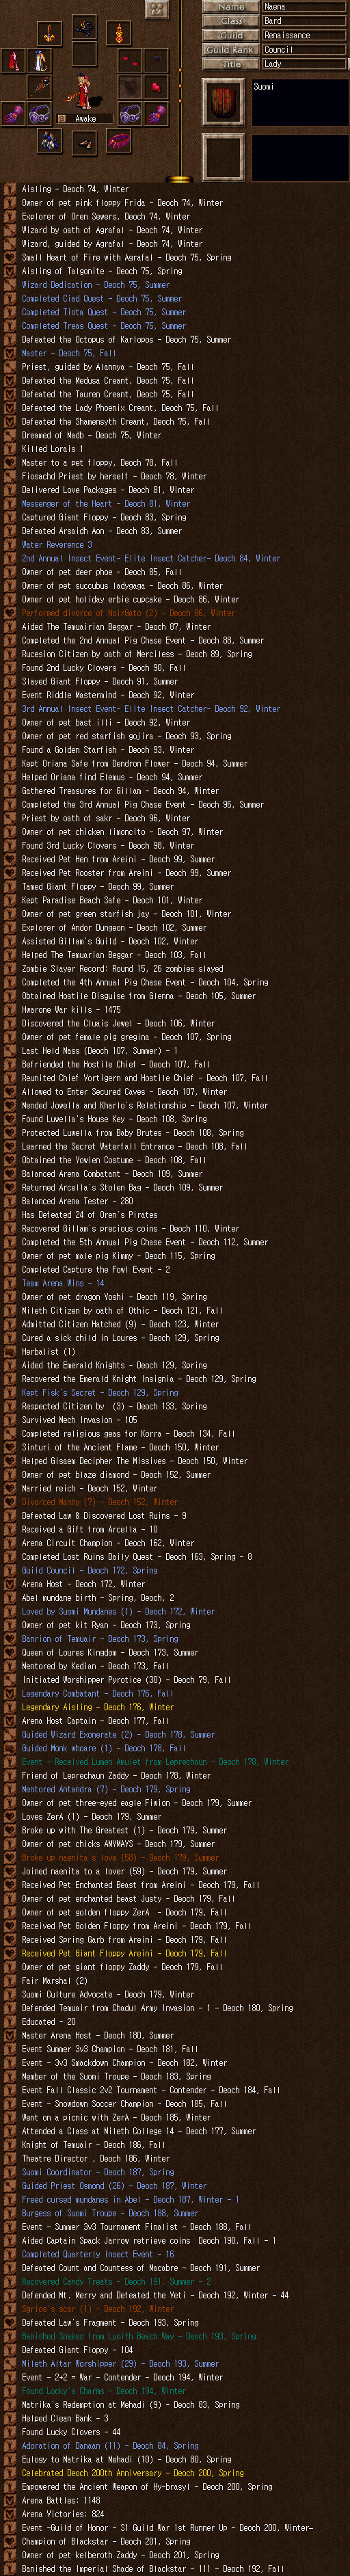 Name Naena
Class Bard
Guild Renaissance
Guild Rank Council
Title Lady
Awake
Suomi
Aisling - Deoch 74, Winter
Owner of pet pink floppy Frida - Deoch 74, Winter
Explorer of Oren Sewers, Deoch 74, Winter
Wizard by oath of Agrafal - Deoch 74, Winter
Wizard, guided by Agrafal - Deoch 74, Winter
Small Heart of Fire with Agrafal - Deoch 75, Spring
Aisling of Talgonite - Deoch 75, Spring
Wizard Dedication - Deoch 75, Summer
Completed Ciad Quest - Deoch 75, Summer
Completed Tiota Quest - Deoch 75, Summer
Completed Treas Quest - Deoch 75, Summer
Defeated the Octopus of Karlopos - Deoch 75, Summer
Master - Deoch 75, Fall
Priest, guided by Alannya - Deoch 75, Fall
Defeated the Medusa Creant, Deoch 75, Fall
Defeated the Tauren Creant, Deoch 75, Fall
Defeated the Lady Phoenix Creant, Deoch 75, Fall
Defeated the Shamensyth Creant, Deoch 75, Fall
Dreamed of Madb - Deoch 75, Winter
Killed Lorais 1
Master to a pet floppy, Deoch 78, Fall
Fiosachd Priest by herself - Deoch 78, Winter
Delivered Love Packages - Deoch 81, Winter
Messenger of the Heart - Deoch 81, Winter
Captured Giant Floppy - Deoch 83, Spring
Defeated Arsaidh Aon - Deoch 83, Summer
Water Reverence 3
2nd Annual Insect Event- Elite Insect Catcher- Deoch 84, Winter
Owner of pet deer phoe - Deoch 85, Fall
Owner of pet succubus ladygaga - Deoch 86, Winter
Owner of pet holiday erbie cupcake - Deoch 86, Winter
Performed divorce of NoirGato (2) - Deoch 86, Winter
Aided The Temuairian Beggar - Deoch 87, Winter
Completed the 2nd Annual Pig Chase Event - Deoch 88, Summer
Rucesion Citizen by oath of Merciless - Deoch 89, Spring
Found 2nd Lucky Clovers - Deoch 90, Fall
Slayed Giant Floppy - Deoch 91, Summer
Event Riddle Mastermind - Deoch 92, Winter
3rd Annual Insect Event- Elite Insect Catcher- Deoch 92, Winter
Owner of pet bast illi - Deoch 92, Winter
Owner of pet red starfish gojira - Deoch 93, Spring
Found a Golden Starfish - Deoch 93, Winter
Kept Oriana Safe from Dendron Flower - Deoch 94, Summer
Helped Oriana find Elemus - Deoch 94, Summer
Gathered Treasures for Gillam - Deoch 94, Winter
Completed the 3rd Annual Pig Chase Event - Deoch 96, Summer
Priest by oath of sakr - Deoch 96, Winter
Owner of pet chicken limoncito - Deoch 97, Winter
Found 3rd Lucky Clovers - Deoch 98, Winter
Received Pet Hen from Areini - Deoch 99, Summer
Received Pet Rooster from Areini - Deoch 99, Summer
Tamed Giant Floppy - Deoch 99, Summer
Kept Paradise Beach Safe - Deoch 101, Winter
Owner of pet green starfish jay - Deoch 101, Winter
Explorer of Andor Dungeon - Deoch 102, Summer
Assisted Gillam's Guild - Deoch 102, Winter
Helped The Temuarian Beggar - Deoch 103, Fall
Zombie Slayer Record: Round 15, 26 zombies slayed
Completed the 4th Annual Pig Chase Event - Deoch 104, Spring
Obtained Hostile Disguise from Glenna - Deoch 105, Summer
Hwarone War kills - 1475
Discovered the Cluais Jewel - Deoch 106, Winter
Owner of pet female pig gregina - Deoch 107, Spring
Last Held Mass (Deoch 107, Summer) - 1
Befriended the Hostile Chief - Deoch 107, Fall
Reunited Chief Vortigern and Hostile Chief - Deoch 107, Fall
Allowed to Enter Secured Caves - Deoch 107, Winter
Mended Jowella and Kharlo's Relationship - Deoch 107, Winter
Found Luwella's House Key - Deoch 108, Spring
Protected Luwella from Baby Brutes - Deoch 108, Spring
Learned the Secret Waterfall Entrance - Deoch 108, Fall
Obtained the Yowien Costume - Deoch 108, Fall
Balanced Arena Combatant - Deoch 109, Summer
Returned Arcella's Stolen Bag - Deoch 109, Summer
Balanced Arena Tester - 280
Has Defeated 24 of Oren's Pirates
Recovered Gillam's precious coins - Deoch 110, Winter
Completed the 5th Annual Pig Chase Event - Deoch 112, Summer
Owner of pet male pig Kimmy - Deoch 115, Spring
Completed Capture the Fowl Event - 2
Team Arena Wins - 14
Owner of pet dragon Yoshi - Deoch 119, Spring
Mileth Citizen by oath of Othic - Deoch 121, Fall
Admitted Citizen Hatched (9) - Deoch 123, Winter
Cured a sick child in Loures - Deoch 129, Spring
Herbalist (1)
Aided the Emerald Knights - Deoch 129, Spring
Recovered the Emerald Knight Insignia - Deoch 129, Spring
Kept Fisk's Secret - Deoch 129, Spring
Respected Citizen by  (3) - Deoch 133, Spring
Survived Mech Invasion - 105
Completed religious geas for Korra - Deoch 134, Fall
Sinturi of the Ancient Flame - Deoch 150, Winter
Helped Gisaem Decipher The Missives - Deoch 150, Winter
Owner of pet blaze diamond - Deoch 152, Summer
Married reich - Deoch 152, Winter
Divorced Manny (7) - Deoch 152, Winter
Defeated Law & Discovered Lost Ruins - 9
Received a Gift from Arcella - 10
Arena Circuit Champion - Deoch 162, Winter
Completed Lost Ruins Daily Quest - Deoch 163, Spring - 8
Guild Council - Deoch 172, Spring
Arena Host - Deoch 172, Winter
Abel mundane birth - Spring, Deoch, 2
Loved by Suomi Mundanes (1) - Deoch 172, Winter
Owner of pet kit Ryan - Deoch 173, Spring
Banrion of Temuair - Deoch 173, Spring
Queen of Loures Kingdom - Deoch 173, Summer
Mentored by Kedian - Deoch 173, Fall
Initiated Worshipper Pyrotice (30) - Deoch 79, Fall
Legendary Combatant - Deoch 176, Fall
Legendary Aisling - Deoch 176, Winter
Arena Host Captain - Deoch 177, Fall
Guided Wizard Exonerate (2) - Deoch 178, Summer
Guided Monk whoare (1) - Deoch 178, Fall
Event - Received Lumen Amulet from Leprechaun - Deoch 178, Winter
Friend of Leprechaun Zaddy - Deoch 178, Winter
Mentored Antandra (7) - Deoch 179, Spring
Owner of pet three-eyed eagle Fiwion - Deoch 179, Summer
Loves ZerA (1) - Deoch 179, Summer
Broke up with The Greatest (1) - Deoch 179, Summer
Owner of pet chicks AMYMAYS - Deoch 179, Summer
Broke up naenita's love (58) - Deoch 179, Summer
Joined naenita to a lover (59) - Deoch 179, Summer
Received Pet Enchanted Beast from Areini - Deoch 179, Fall
Owner of pet enchanted beast Justy - Deoch 179, Fall
Owner of pet golden floppy ZerA  - Deoch 179, Fall
Received Pet Golden Floppy from Areini - Deoch 179, Fall
Received Spring Garb from Areini - Deoch 179, Fall
Received Pet Giant Floppy Areini - Deoch 179, Fall
Owner of pet giant floppy Zaddy - Deoch 179, Fall
Fair Marshal (2)
Suomi Culture Advocate - Deoch 179, Winter
Defended Temuair from Chadul Army Invasion - 1 - Deoch 180, Spring
Educated - 20
Master Arena Host - Deoch 180, Summer
Event Summer 3v3 Champion - Deoch 181, Fall
Event - 3v3 Smackdown Champion - Deoch 182, Winter
Member of the Suomi Troupe - Deoch 183, Spring
Event Fall Classic 2v2 Tournament - Contender - Deoch 184, Fall
Event - Snowdown Soccer Champion - Deoch 185, Fall
Went on a picnic with ZerA - Deoch 185, Winter
Attended a Class at Mileth College 14 - Deoch 177, Summer
Knight of Temuair - Deoch 186, Fall
Theatre Director , Deoch 186, Winter
Suomi Coordinator - Deoch 187, Spring
Guided Priest Osmond (26) - Deoch 187, Winter
Freed cursed mundanes in Abel - Deoch 187, Winter - 1
Burgess of Suomi Troupe - Deoch 188, Summer
Event - Summer 3v3 Tournament Finalist - Deoch 188, Fall
Aided Captain Spack Jarrow retrieve coins  Deoch 190, Fall - 1
Completed Quarterly Insect Event - 16
Defeated Count and Countess of Macabre - Deoch 191, Summer
Recovered Candy Treats - Deoch 191, Summer - 2
Defended Mt. Merry and Defeated the Yeti - Deoch 192, Winter - 44
Sgrios's scar (1) - Deoch 192, Winter
Defeated Law's Fragment - Deoch 193, Spring
Banished Snakes from Lynith Beach Way - Deoch 193, Spring
Defeated Giant Floppy - 104
Mileth Altar Worshipper (29) - Deoch 193, Summer
Event - 2+2 = War - Contender - Deoch 194, Winter
Found Locky's Charms - Deoch 194, Winter
Matrika's Redemption at Mehadi (9) - Deoch 83, Spring
Helped Clean Bank - 3
Found Lucky Clovers - 44
Adoration of Danaan (11) - Deoch 84, Spring
Eulogy to Matrika at Mehadi (10) - Deoch 80, Spring
Celebrated Deoch 200th Anniversary - Deoch 200, Spring
Empowered the Ancient Weapon of Hy-brasyl - Deoch 200, Spring
Arena Battles: 1148
Arena Victories: 824
Event -Guild of Honor - S1 Guild War 1st Runner Up - Deoch 200, Winter-
Champion of Blackstar - Deoch 201, Spring
Owner of pet kelberoth Zaddy - Deoch 201, Spring
Banished the Imperial Shade of Blackstar - 111 - Deoch 192, Fall